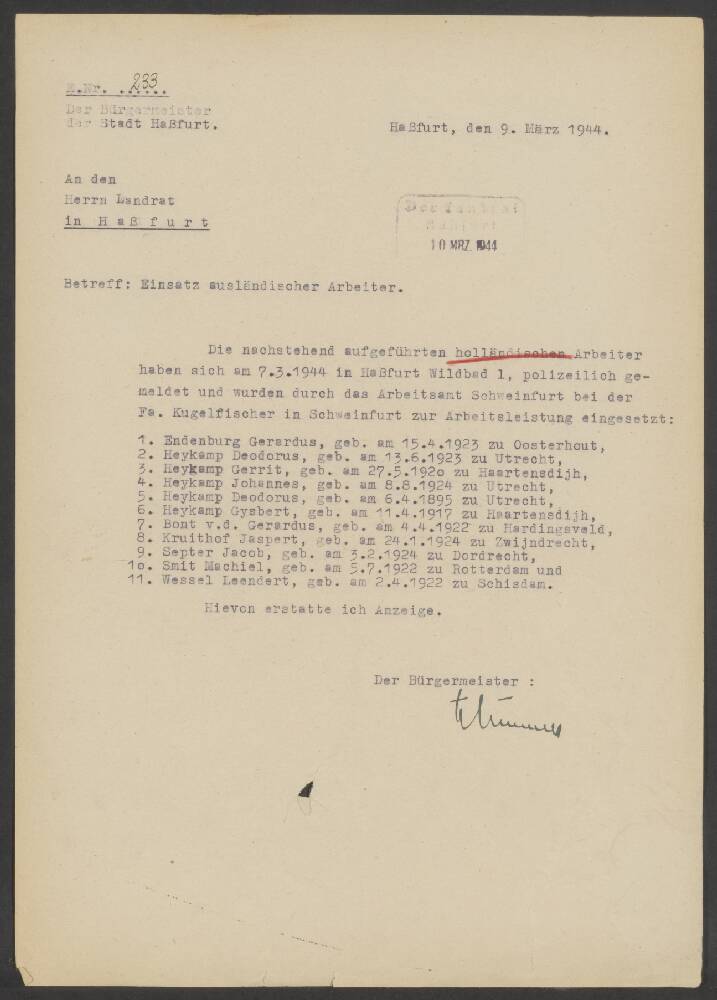 E.Nr. 233
Der Bürgermeister
der Stadt Haßfurt.
Haßfurt, den 9. März 1944.
An den
Herrn Landrat
in Haßfurt
Der Landrat
Haßfurt
10 MRZ 1944
Betreff: Einsatz ausländischer Arbeiter.
Die nachstehend aufgeführten holländischen Arbeiter
haben sich am 7.3.1944 in Haßfurt Wildbad 1, polizeilich ge-
meldet und wurden durch das Arbeitsamt Schweinfurt bei der
Fa. Kugelfischer in Schweinfurt zur Arbeitsleistung eingesetzt:
1. Endenburg Gerardus, geb. am 15.4.1923 zu Oosterhout,
2. Heykamp Deodorus, geb. am 13.6.1923 zu Utrecht,
3. Heykamp Gerrit, geb. am 27.5.192o zu Haartensdijh,
4. Heykamp Johannes, geb. am 8.8.1924 zu Utrecht,
5. Heykamp Deodorus, geb. am 6.4.1895 zu Utrecht,
6. Heykamp Gysbert, geb. am 11.4.1917 zu Haartensdijh,
7. Bont v.d. Gerardus, geb. am 4.4.1922 zu Hardingsveld,
8. Kruithof Jaspert, geb. am 24.1.1924 zu Zwijndrecht,
9. Septer Jacob, geb. am 3.2.1924 zu Dordrecht,
1o. Smit Machiel, geb. am 5.7.1922 zu Rotterdam und
11. Wessel Leendert, geb. am 2.4.1922 zu Schisdam.
Hievon erstatte ich Anzeige.
Der Bürgermeister :